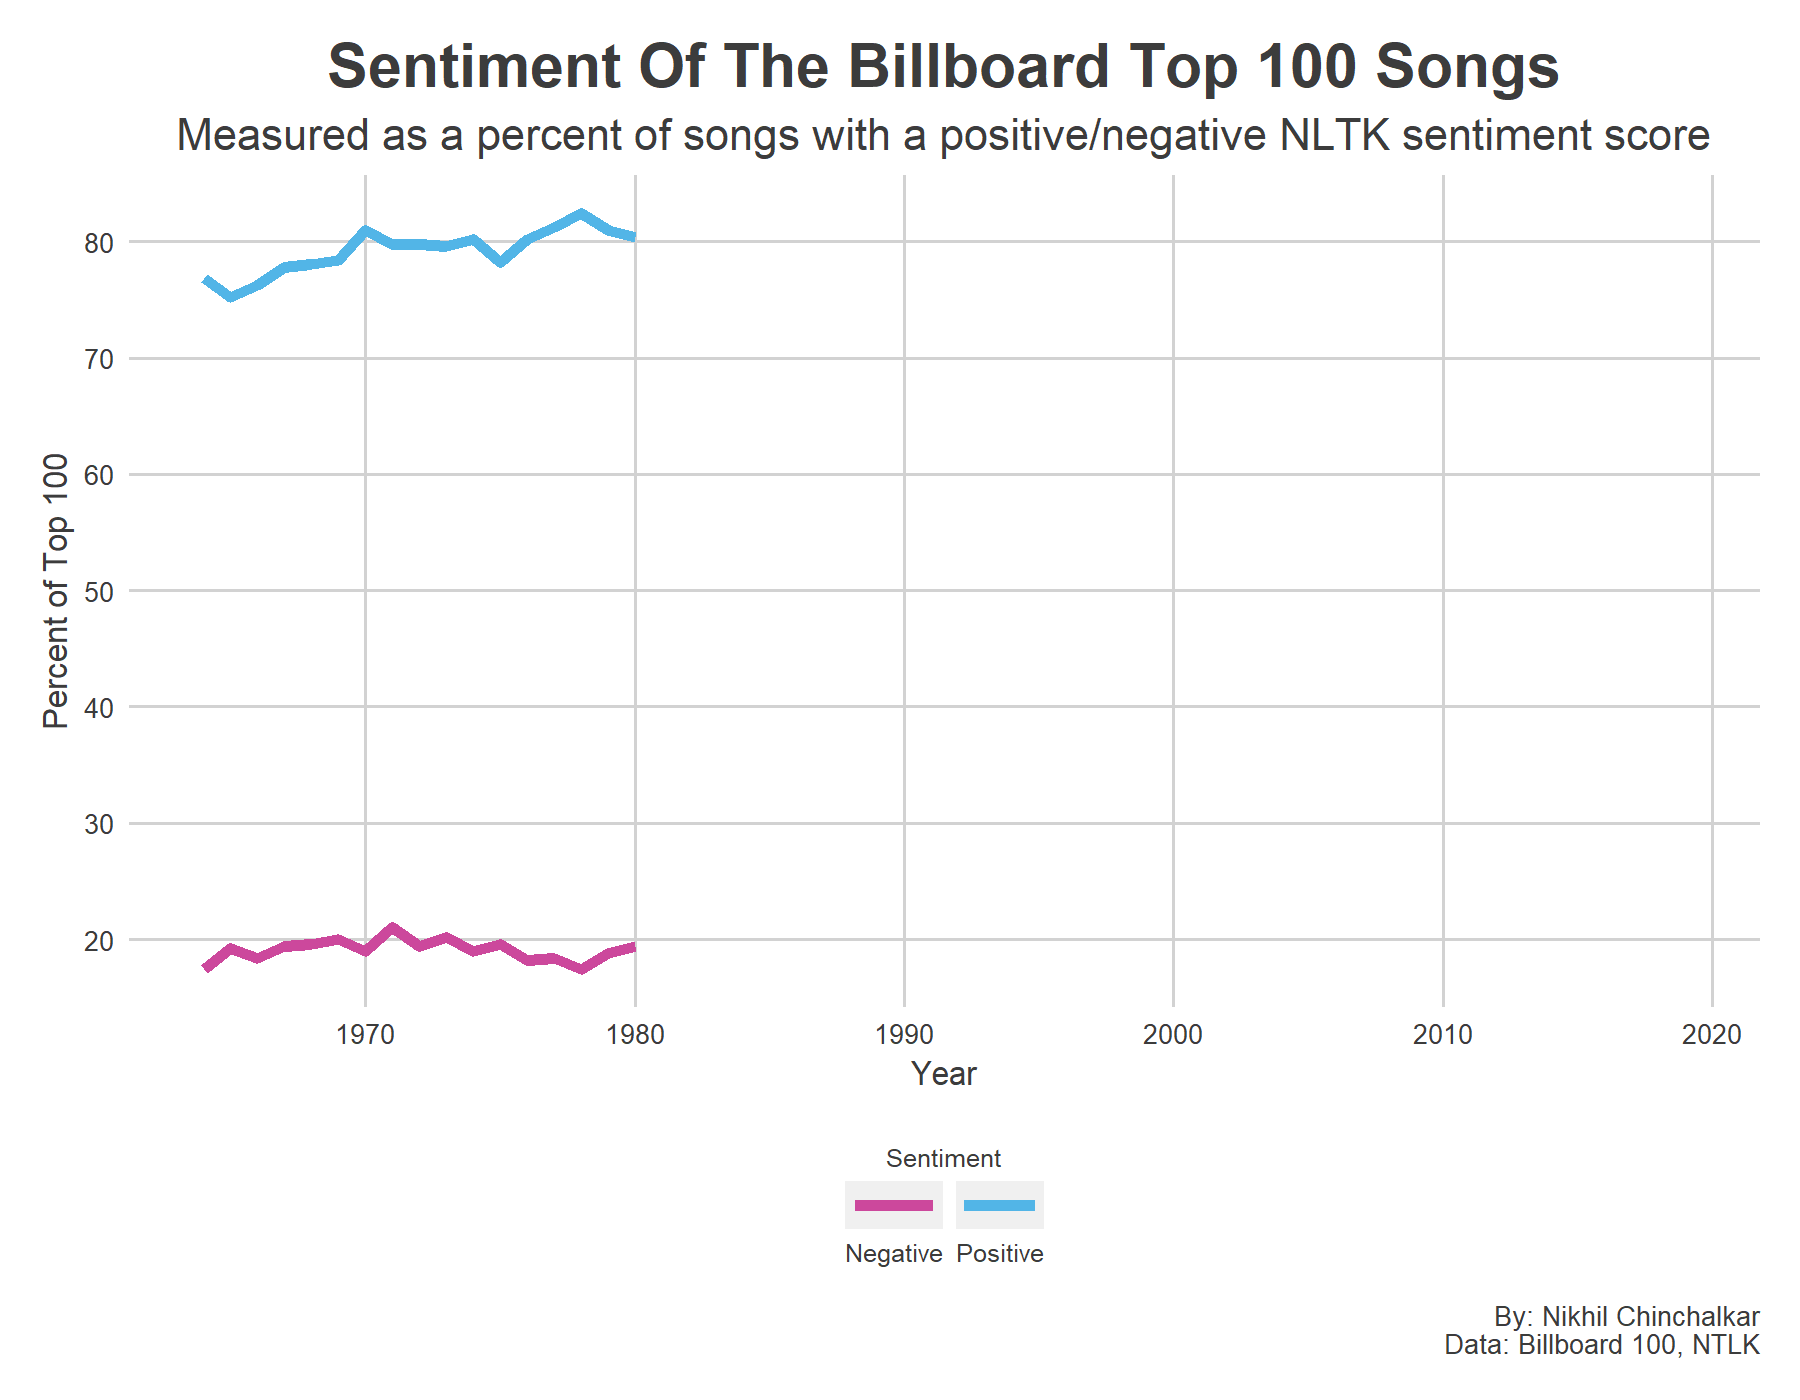 Sentiment Of The Billboard Top 100 Songs
Measured as a percent of songs with a positive/negative NLTK sentiment score
80
70
60
50
40
30
20
Percent of Top 100
1970 1980 1990 2000 2010 2020
Year
Sentiment
Negative Positive
By: Nikhil Chinchalkar
Data: Billboard 100, NTLK